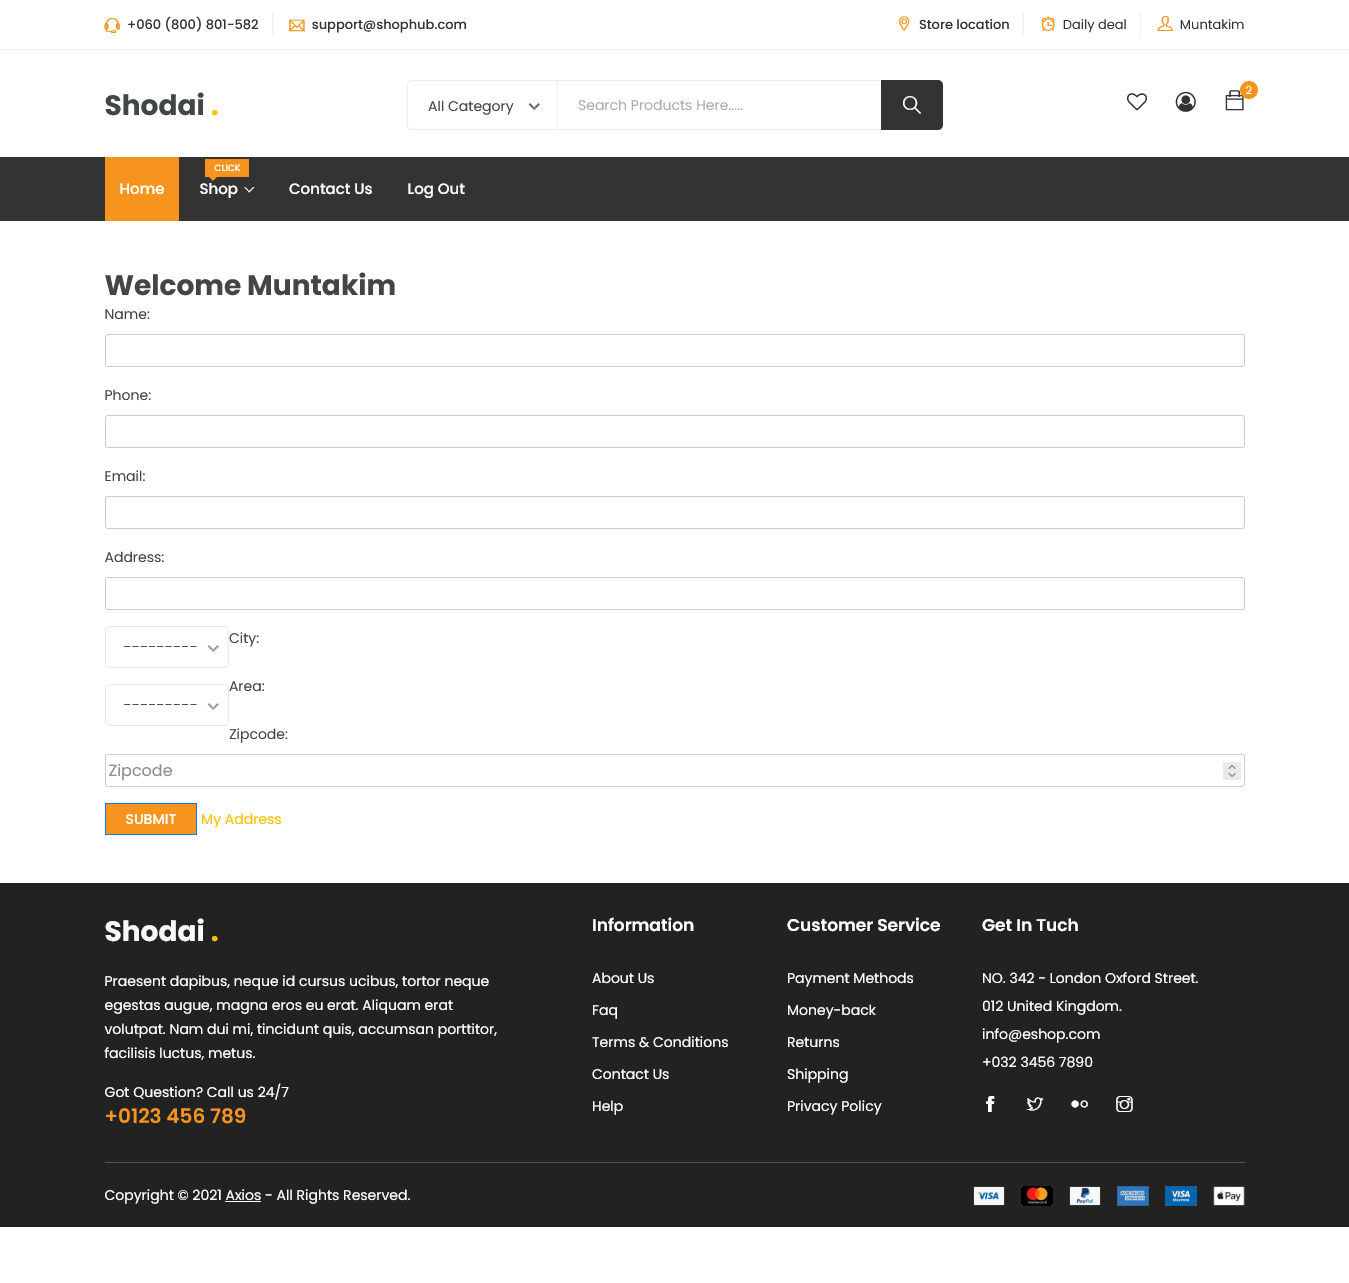 +060 (800) 801-582
support@shophub.com
Store location
Daily deal
Muntakim
Shodai .
All Category
Search Products Here.....
2
CLICK
Home
Shop
Contact Us
Log Out
Welcome Muntakim
Name:
Phone:
Email:
Address:
--------- City:
--------- Area:
Zipcode:
Zipcode
SUBMIT My Address
Shodai .
Praesent dapibus, neque id cursus ucibus, tortor neque
egestas augue, magna eros eu erat. Aliquam erat
volutpat. Nam dui mi, tincidunt quis, accumsan porttitor,
facilisis luctus, metus.
Got Question? Call us 24/7
+0123 456 789
Information
About Us
Faq
Terms & Conditions
Contact Us
Help
Customer Service
Payment Methods
Money-back
Returns
Shipping
Privacy Policy
Get In Tuch
NO. 342 - London Oxford Street.
012 United Kingdom.
info@eshop.com
+032 3456 7890
Copyright © 2021 Axios - All Rights Reserved.
VISA
PayPal
VISA
Pay